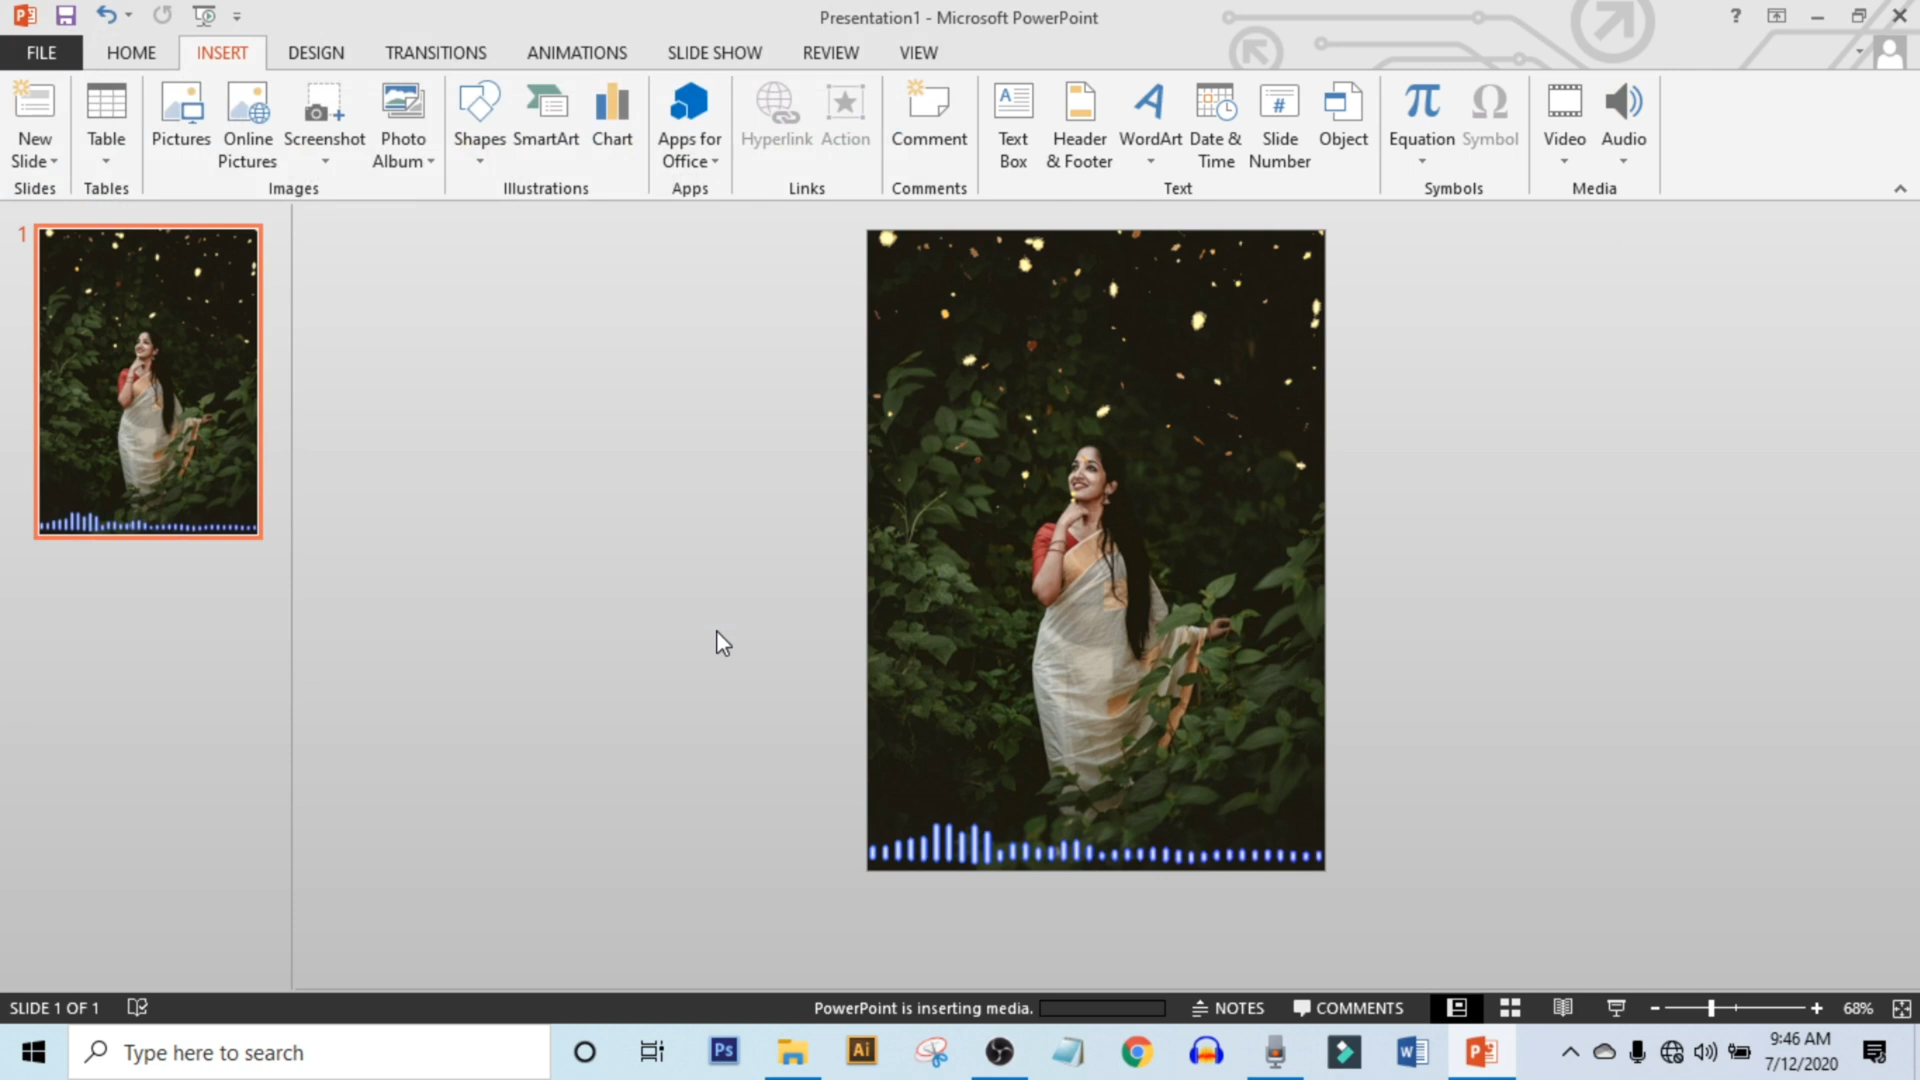 Presentation1 - Microsoft PowerPoint
?
FILE
HOME
INSERT
DESIGN
TRANSITIONS
ANIMATIONS
SLIDE SHOW
REVIEW
VIEW
New Slide
Table
Pictures
Online Pictures
Screenshot
Photo Album
Shapes
SmartArt
Chart
Apps for Office
Hyperlink
Action
Comment
Text Box
Header & Footer
WordArt
Date & Time
Slide Number
Object
Equation
Symbol
Video
Audio
Slides
Tables
Images
Illustrations
Apps
Links
Comments
Text
Symbols
Media
1
SLIDE 1 OF 1
PowerPoint is inserting media.
NOTES
COMMENTS
68%
Type here to search
Ps
Ai
9:46 AM
7/12/2020